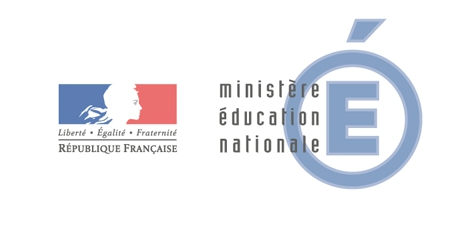 Liberté • Égalité • Fraternité
RÉPUBLIQUE FRANÇAISE
ministère
éducation
nationale
É